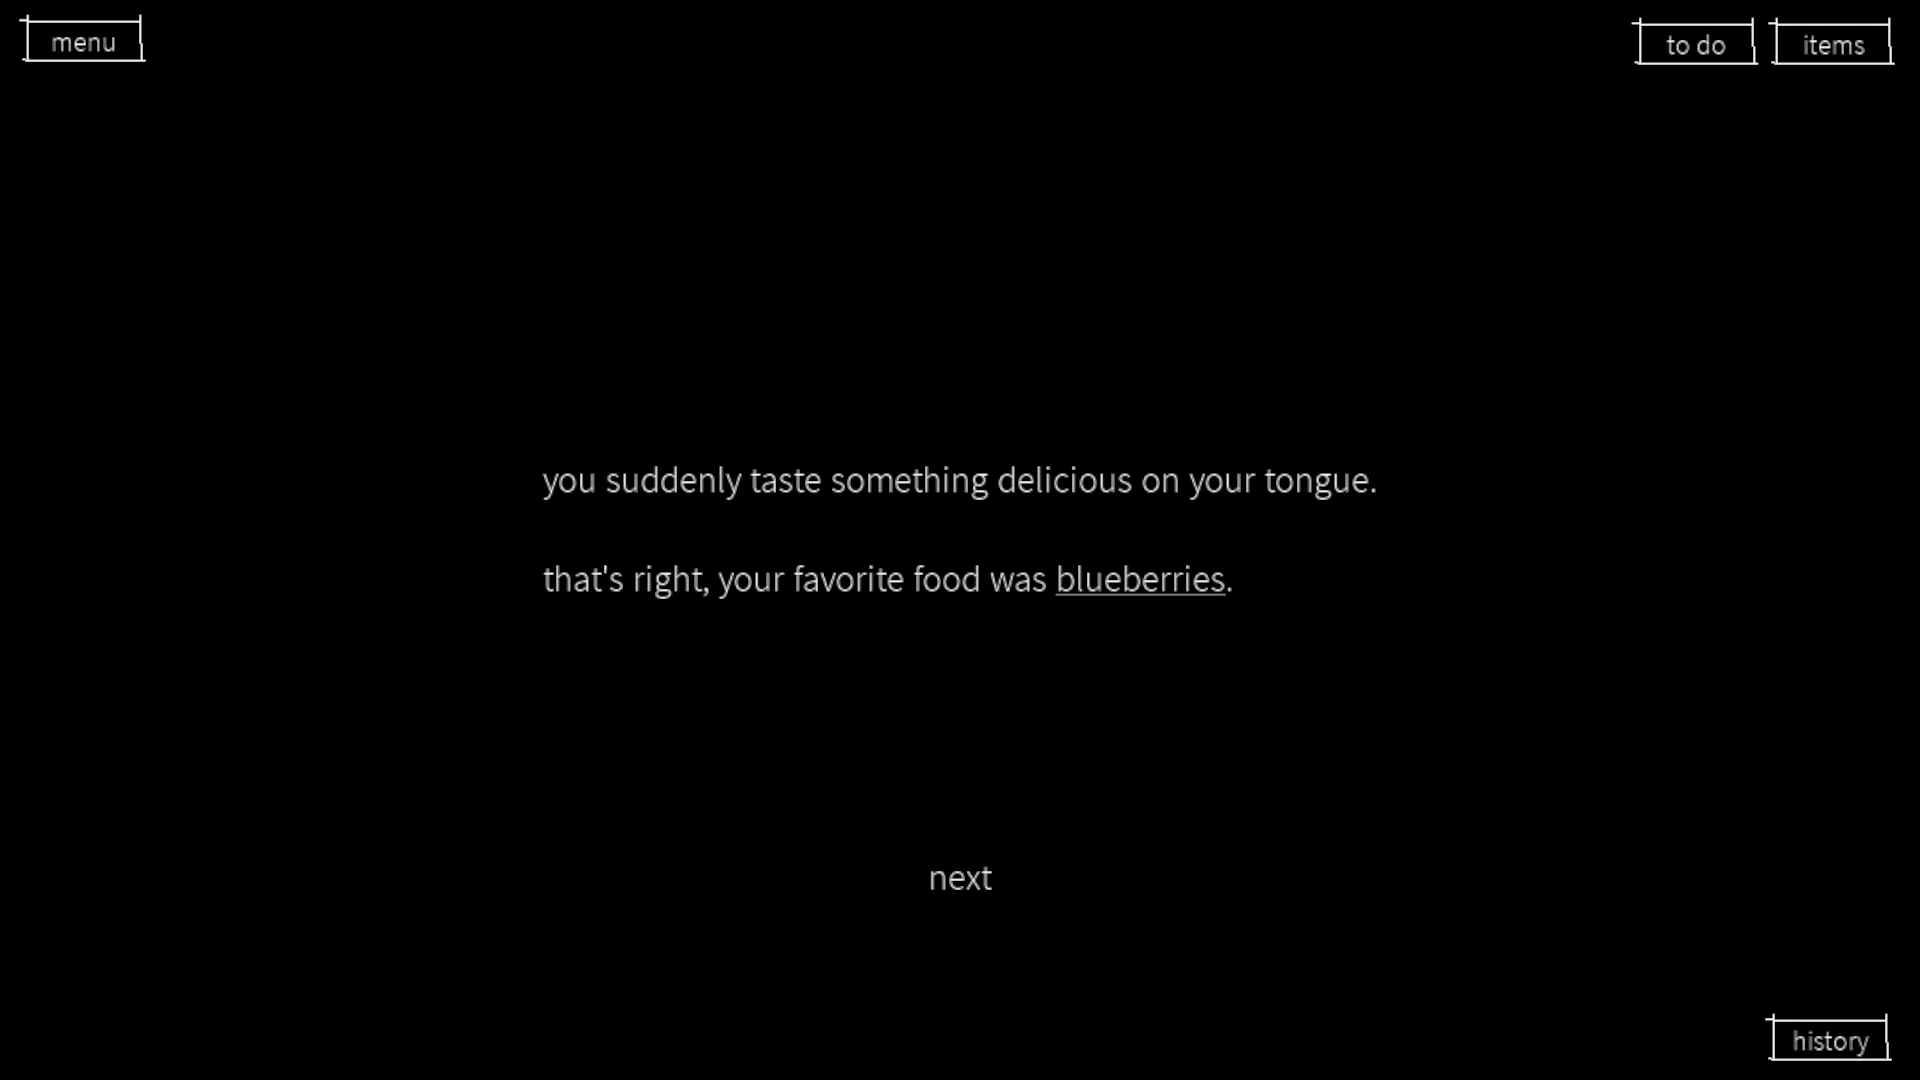 menu
to do
items
you suddenly taste something delicious on your tongue.
that's right, your favorite food was blueberries.
next
history